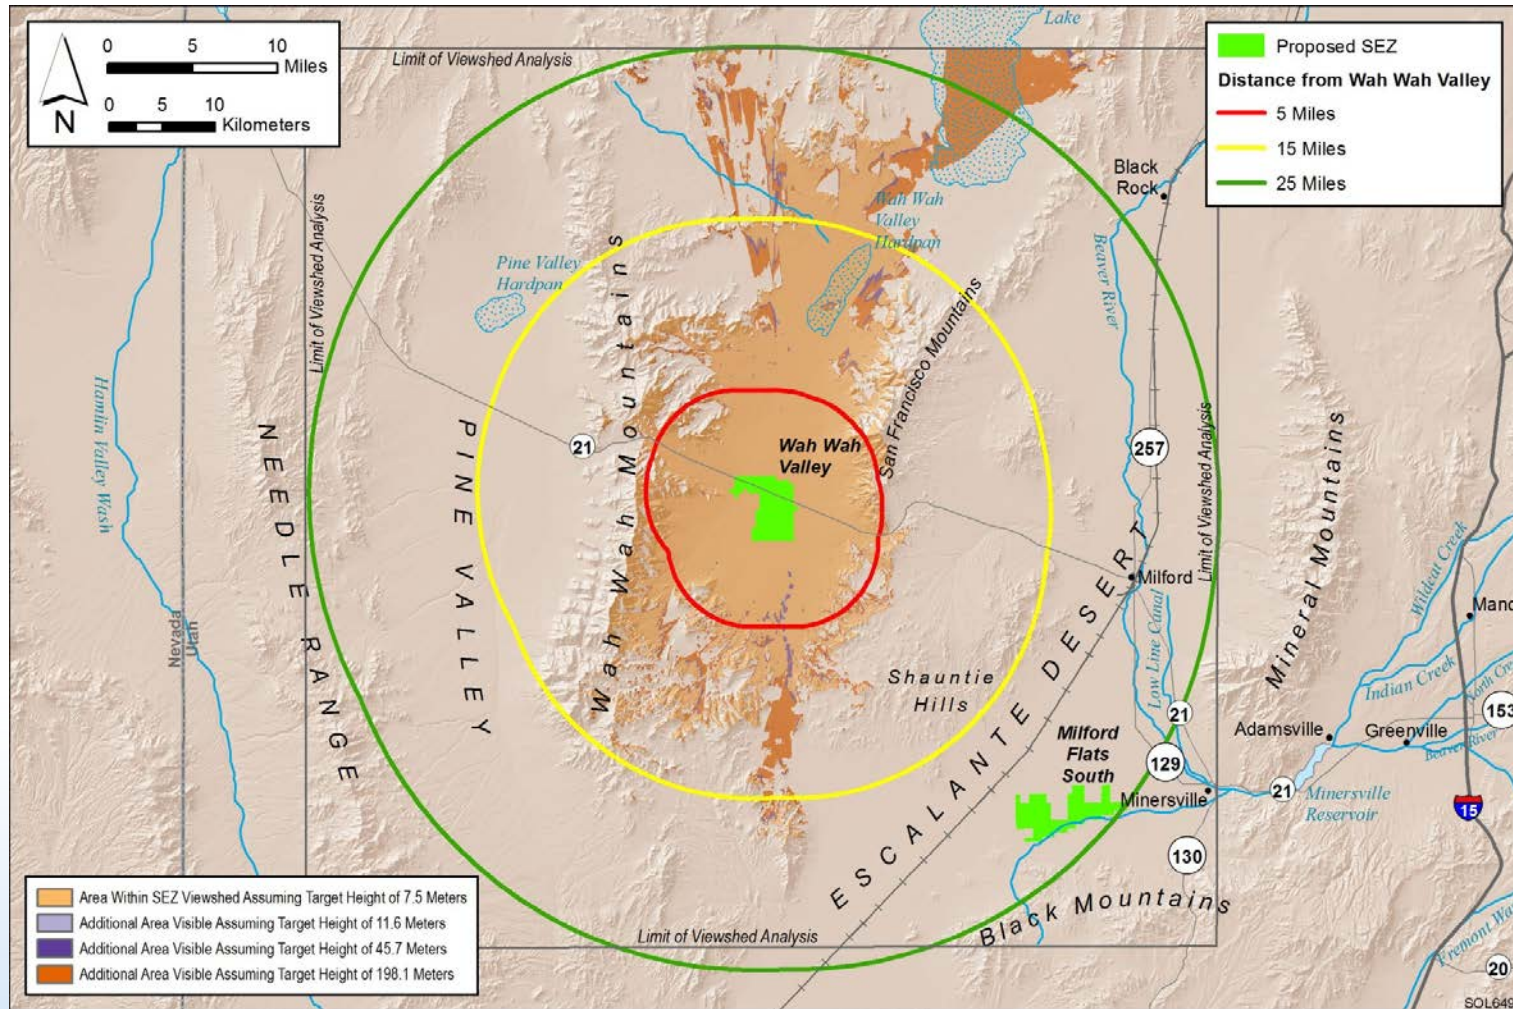 0 5 10
Miles
0 5 10
Kilometers
N
Limit of Viewshed Analysis
Lake
Proposed SEZ
Distance from Wah Wah Valley
5 Miles
15 Miles
25 Miles
Black
Rock
Limit of Viewshed Analysis
Wah Wah
Valley
Hardpan
Pine Valley
Hardpan
Beaver River
Hamlin Valley Wash
NEEDLE RANGE
PINE VALLEY
21
Wah Wah Mountains
San Francisco Mountains
Wah Wah
Valley
257
Limit of Viewshed Analysis
Mineral Mountains
Wildcat Creek
Milford
Nevada
Utah
Low Line Canal
Indian Creek
North
Shauntie
Hills
ESCALANTE DESERT
21
153
Adamsville
Greenville
Beaver River
Milford
Flats
South
129
Minersville
21
Minersville
Reservoir
15
130
Black Mountains
Limit of Viewshed Analysis
Fremont
20
Area Within SEZ Viewshed Assuming Target Height of 7.5 Meters
Additional Area Visible Assuming Target Height of 11.6 Meters
Additional Area Visible Assuming Target Height of 45.7 Meters
Additional Area Visible Assuming Target Height of 198.1 Meters
SOL649